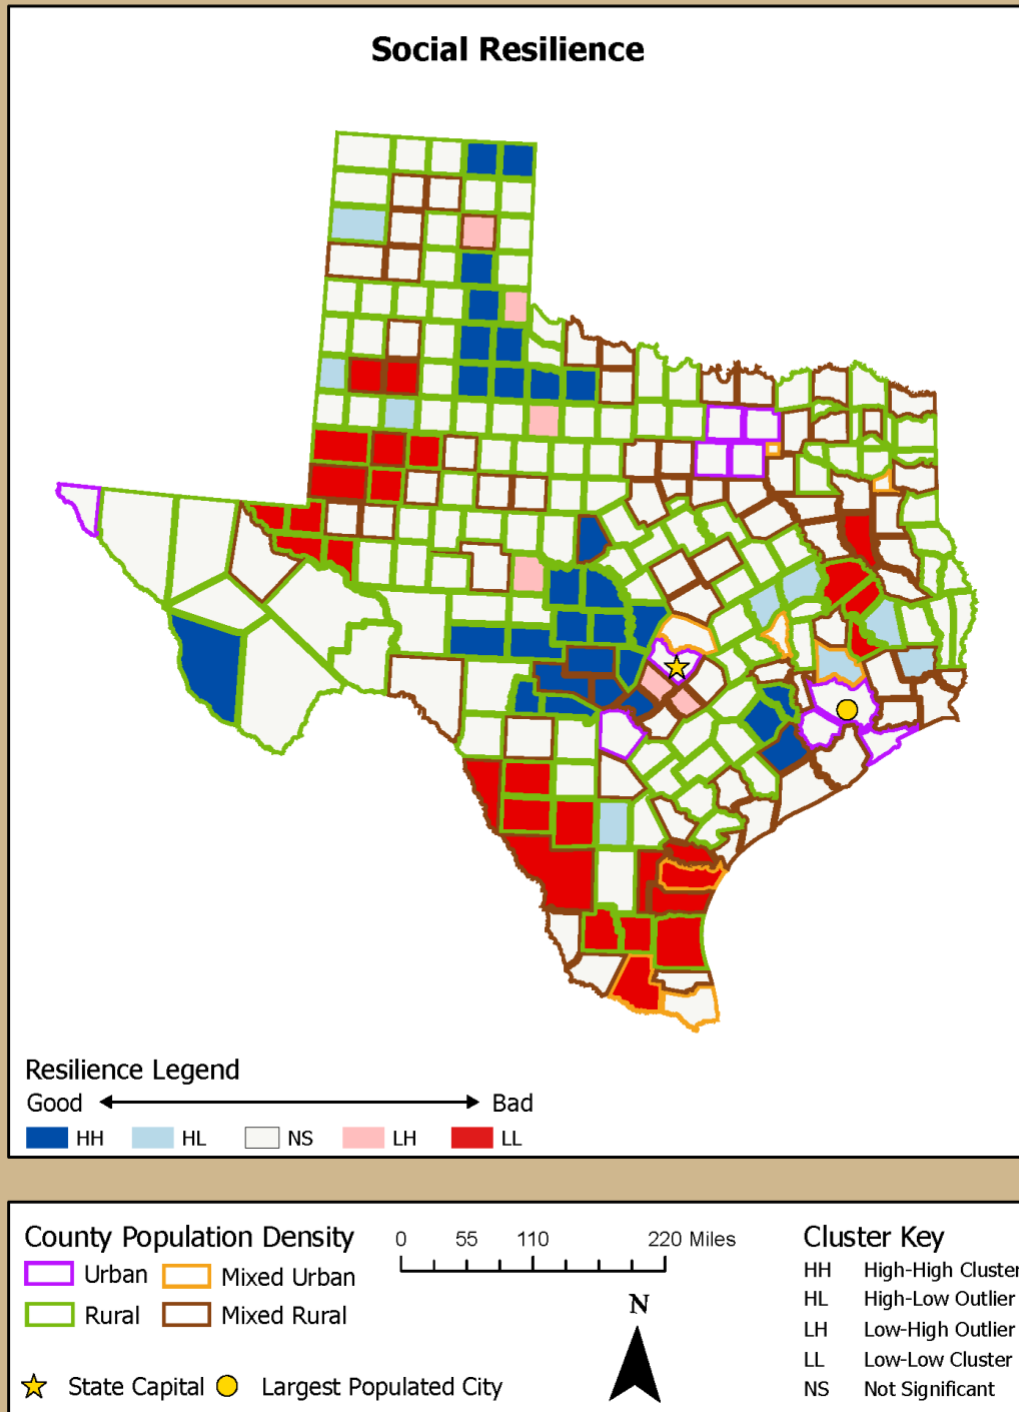 Social Resilience
Resilience Legend
Good Bad
HH HL NS LH LL
County Population Density
Urban Mixed Urban
Rural Mixed Rural
State Capital Largest Populated City
0 55 110 220 Miles
N
Cluster Key
HH High-High Cluster
HL High-Low Outlier
LH Low-High Outlier
LL Low-Low Cluster
NS Not Significant